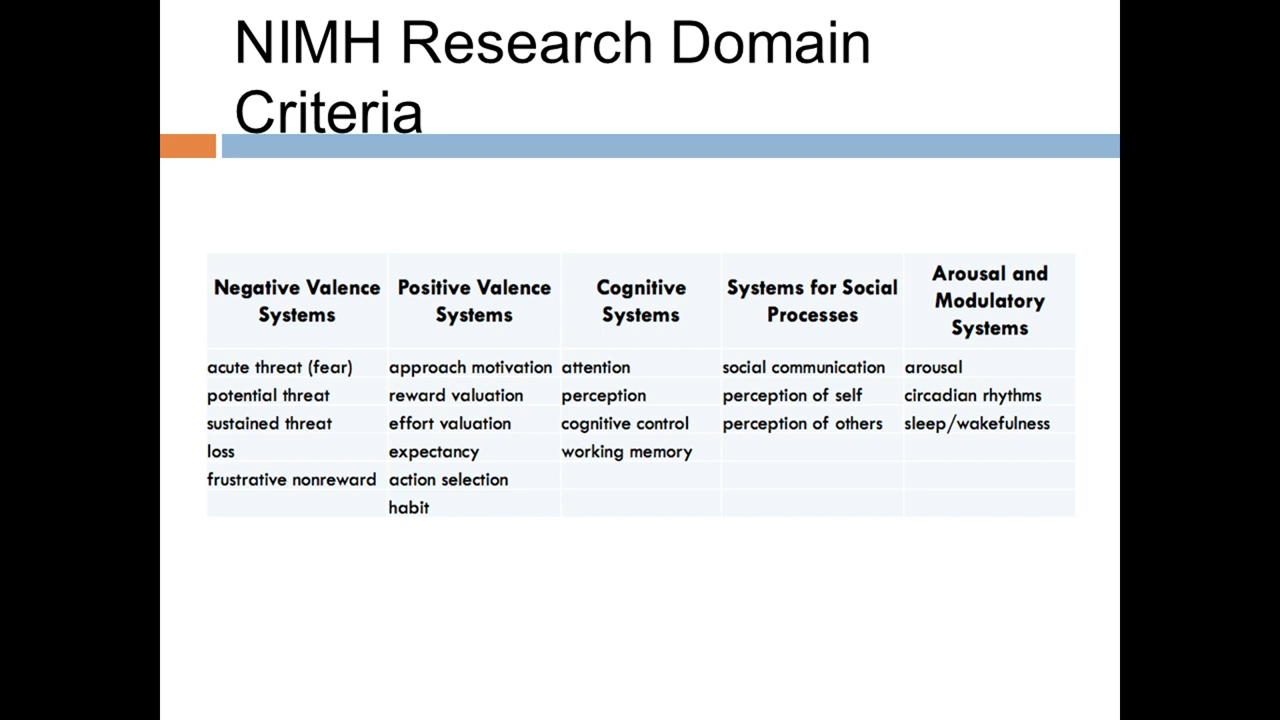 NIMH Research Domain
Criteria
Negative Valence Systems | Positive Valence Systems | Cognitive Systems | Systems for Social Processes | Arousal and Modulatory Systems
acute threat (fear) | approach motivation | attention | social communication | arousal
potential threat | reward valuation | perception | perception of self | circadian rhythms
sustained threat | effort valuation | cognitive control | perception of others | sleep/wakefulness
loss | expectancy | working memory
frustrative nonreward | action selection
habit